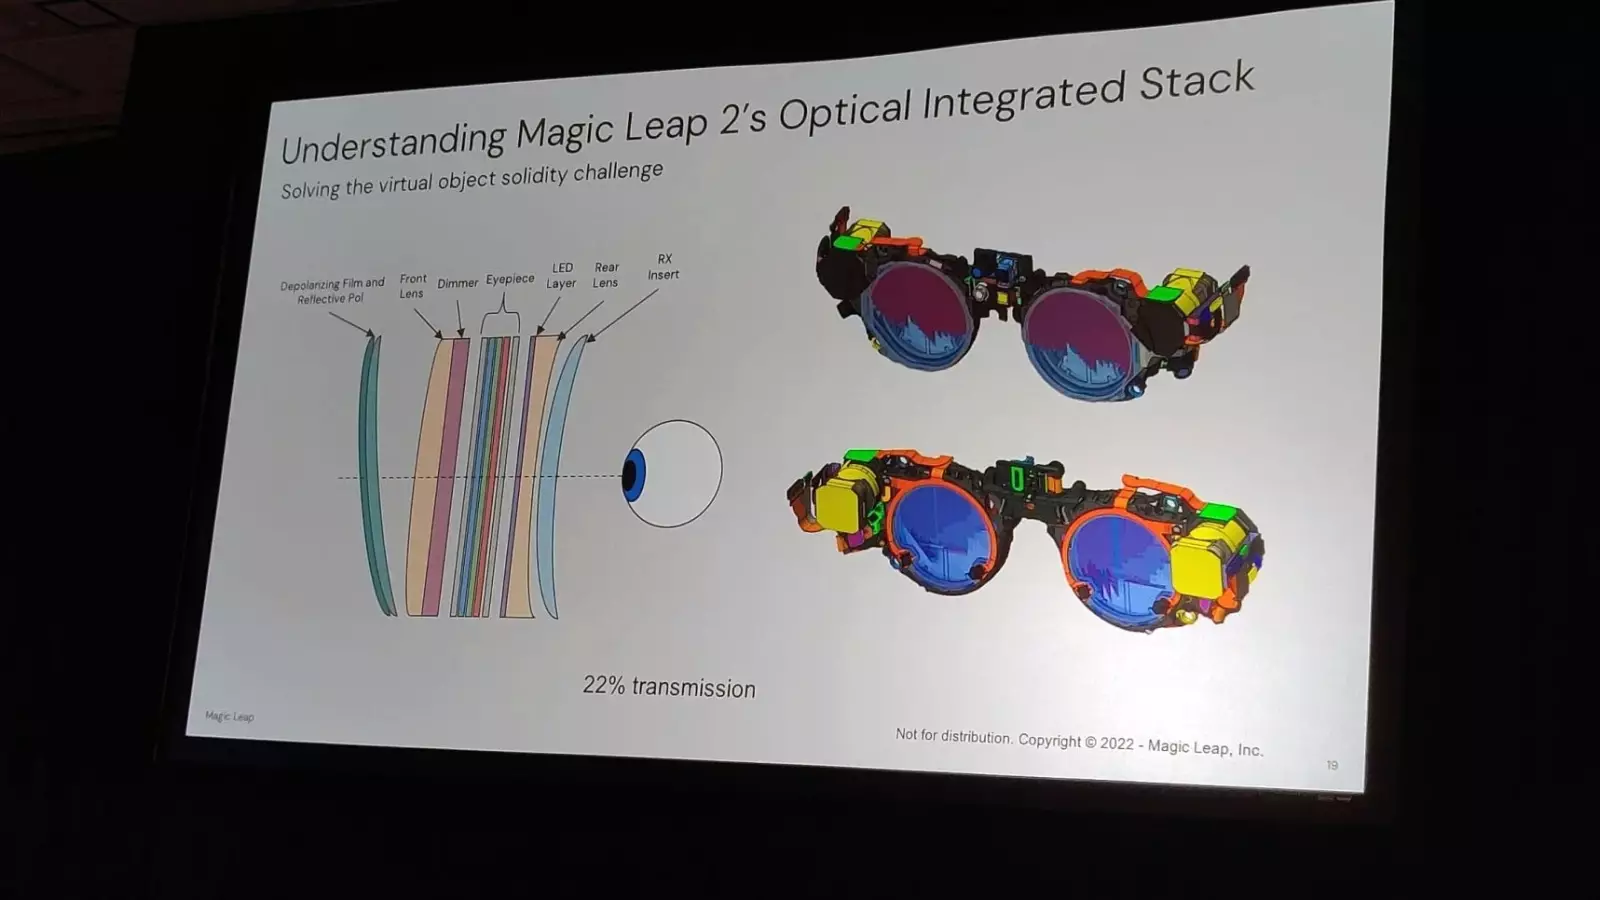 Understanding Magic Leap 2's Optical Integrated Stack
Solving the virtual object solidity challenge
Depolarizing Film and
Reflective Pol
Front
Lens
Dimmer
Eyepiece
LED
Layer
Rear
Lens
RX
Insert
22% transmission
Magic Leap
Not for distribution. Copyright © 2022 - Magic Leap, Inc.
19